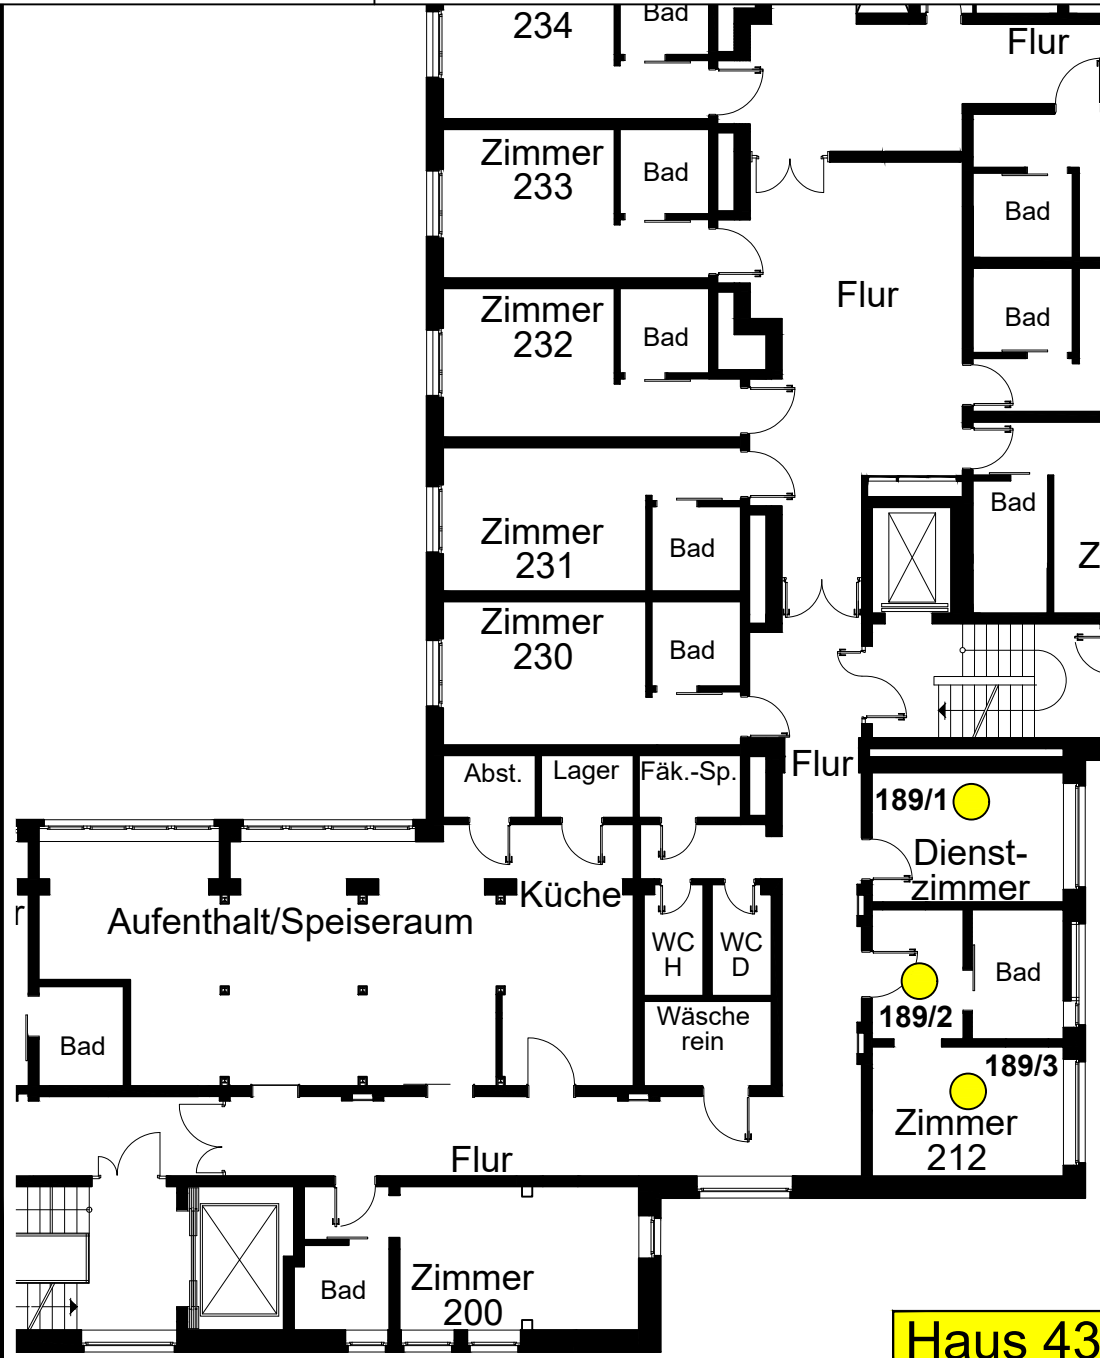 234
Bad
Flur
Zimmer
233
Bad
Bad
Zimmer
232
Bad
Flur
Bad
Zimmer
231
Bad
Bad
Z
Zimmer
230
Bad
Abst.
Lager
Fäk.-Sp.
Flur
189/1
Dienst-
zimmer
Küche
Aufenthalt/Speiseraum
r
WC
H
WC
D
Bad
189/2
Wäsche
rein
Bad
189/3
Zimmer
212
Flur
Bad
Zimmer
200
Haus 43